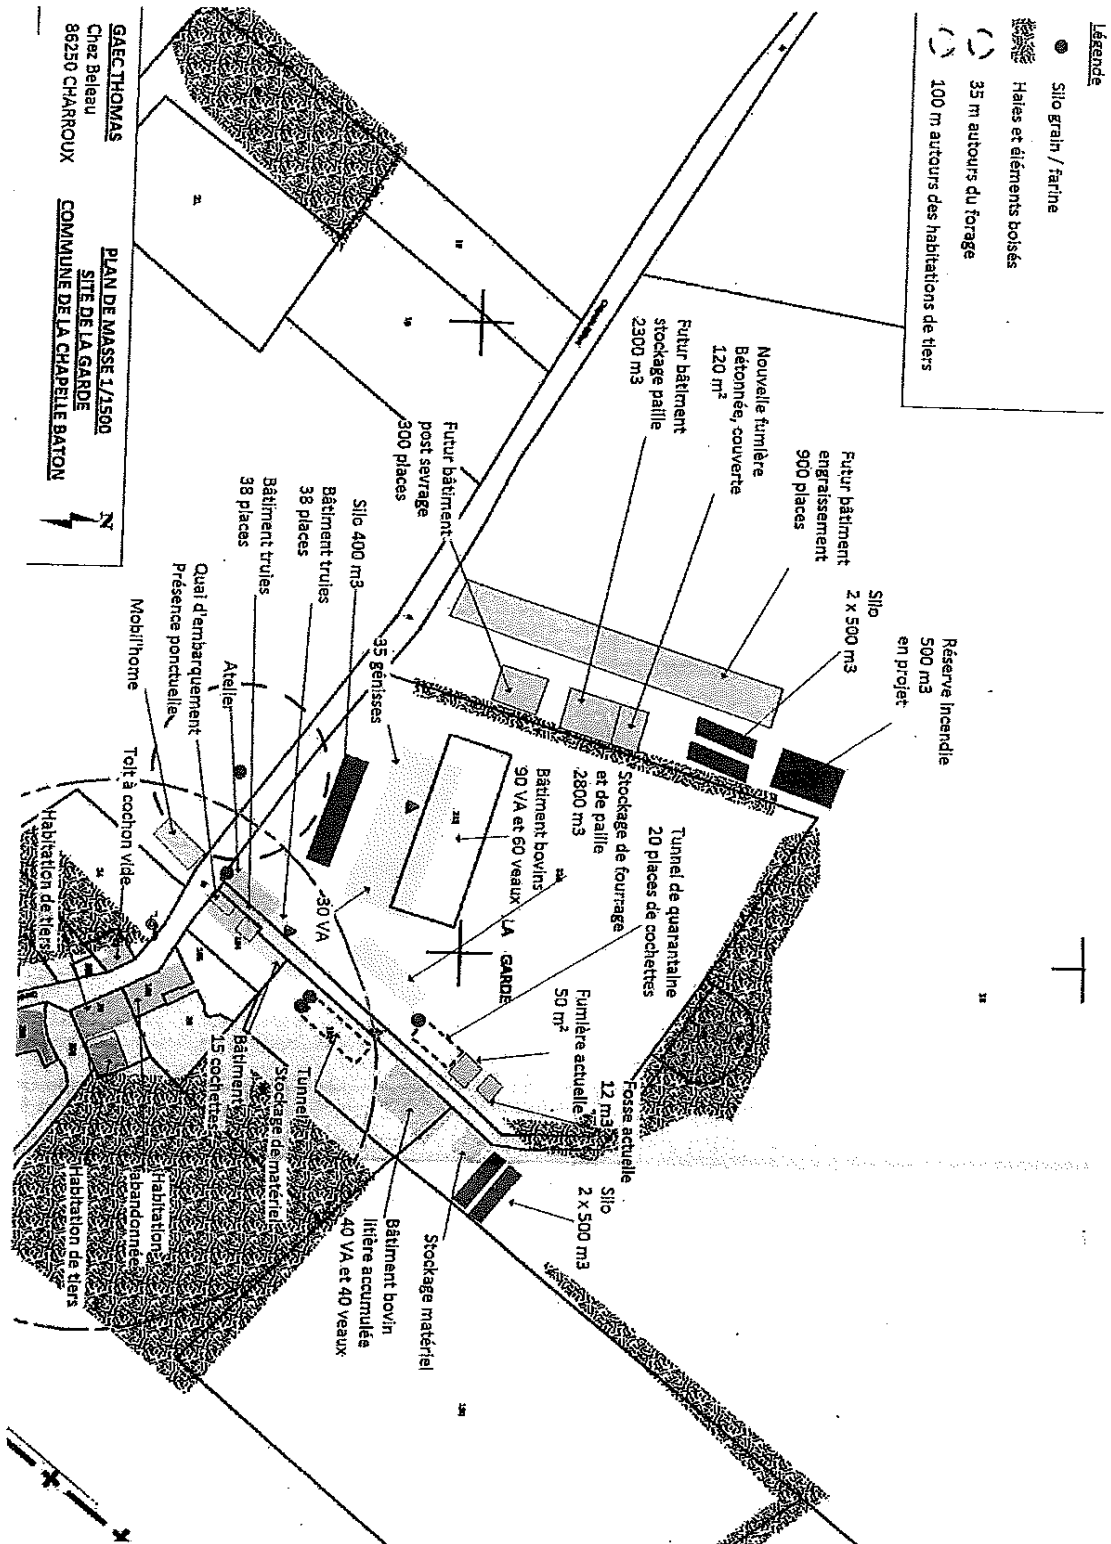 Légende
Silo grain / farine
Haies et éléments boisés
35 m autours du forage
100 m autours des habitations de tiers
Réserve incendie
500 m3
en projet
Silo
2 x 500 m3
Futur bâtiment
engraissement
900 places
Nouvelle fumière
Bétonnée, couverte
120 m²
Futur bâtiment
stockage paille
2300 m3
Futur bâtiment
post sevrage
300 places
Tunnel de quarantaine
20 places de cochettes
Stockage de fourrage
et de paille
2800 m3
Bâtiment bovins
90 VA et 60 veaux
LA GARDE
Fosse actuelle
12 m3
Fumière actuelle
50 m²
Silo
2 x 500 m3
35 génisses
30 VA
Silo 400 m3
Bâtiment truies
38 places
Bâtiment truies
38 places
Atelier
Quai d'embarquement
Présence ponctuelle
Mobil'home
Toit à cochon vide
Habitation de tiers
Stockage matériel
Bâtiment bovin
litière accumulée
40 VA et 40 veaux
Tunnel
Stockage de matériel
Bâtiment
15 cochettes
Habitation
abandonnée
Habitation de tiers
GAEC THOMAS
Chez Beleau
86250 CHARROUX
PLAN DE MASSE 1/1500
SITE DE LA GARDE
COMMUNE DE LA CHAPELLE BATON
N